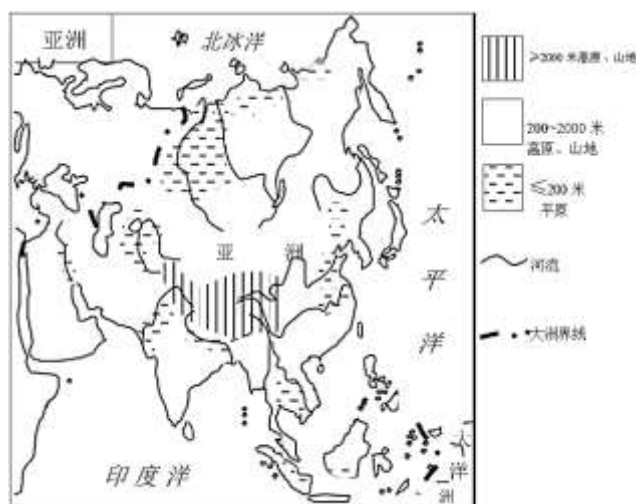 亚洲
北冰洋
亚 洲
太平洋
印度洋
大洋洲
≥2000 米高原、山地
200~2000 米
高原、山地
≤200 米
平原
河流
大洲界线